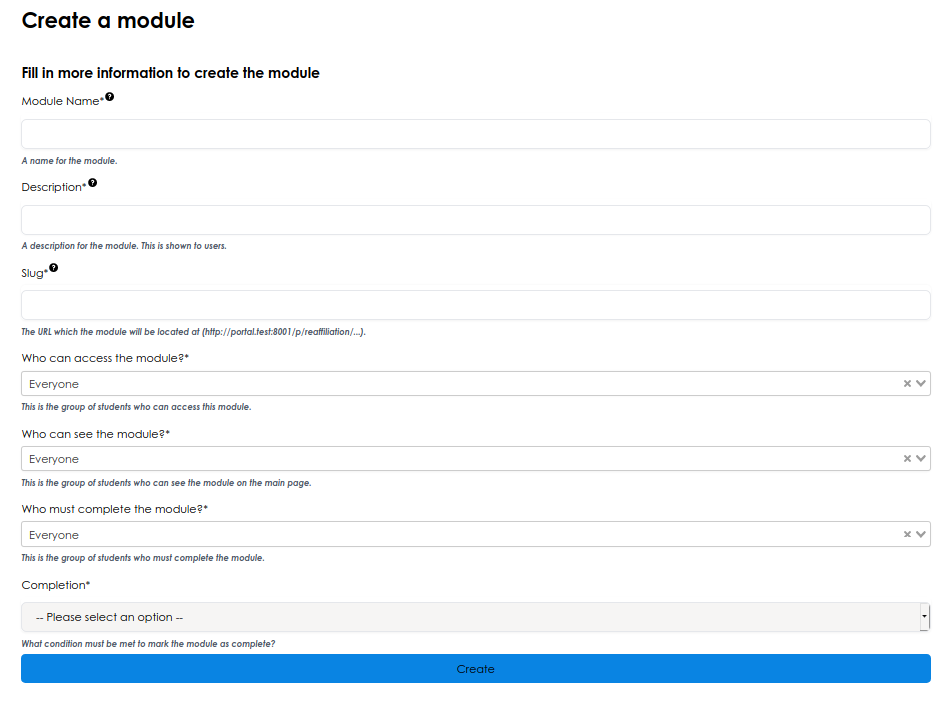 Create a module
Fill in more information to create the module
Module Name*
A name for the module.
Description*
A description for the module. This is shown to users.
Slug*
The URL which the module will be located at (http://portal.test:8001/p/reaffiliation/...).
Who can access the module?*
Everyone
This is the group of students who can access this module.
Who can see the module?*
Everyone
This is the group of students who can see the module on the main page.
Who must complete the module?*
Everyone
This is the group of students who must complete the module.
Completion*
-- Please select an option --
What condition must be met to mark the module as complete?
Create